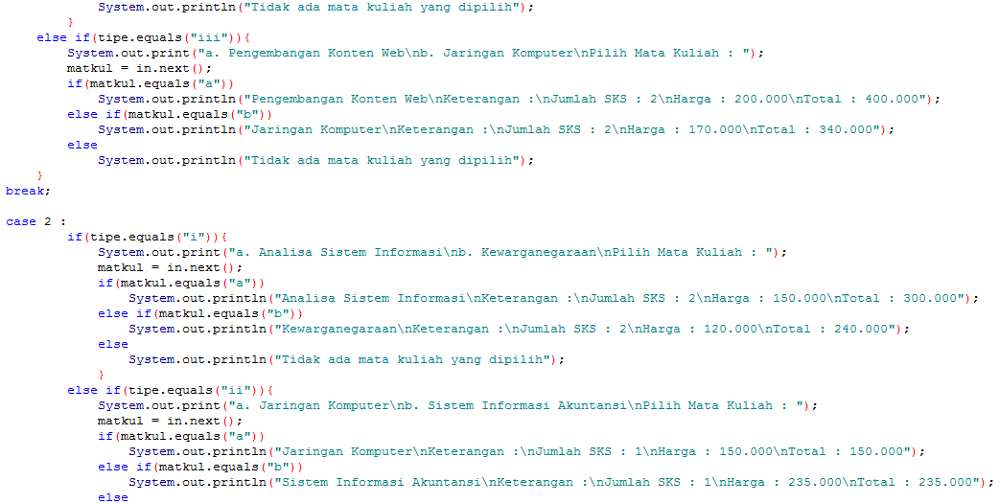 System.out.println("Tidak ada mata kuliah yang dipilih");
}
else if(tipe.equals("iii")){
System.out.print("a. Pengembangan Konten Web\nb. Jaringan Komputer\nPilih Mata Kuliah : ");
matkul = in.next();
if(matkul.equals("a"))
System.out.println("Pengembangan Konten Web\nKeterangan :\nJumlah SKS : 2\nHarga : 200.000\nTotal : 400.000");
else if(matkul.equals("b"))
System.out.println("Jaringan Komputer\nKeterangan :\nJumlah SKS : 2\nHarga : 170.000\nTotal : 340.000");
else
System.out.println("Tidak ada mata kuliah yang dipilih");
}
break;
case 2 :
if(tipe.equals("i")){
System.out.print("a. Analisa Sistem Informasi\nb. Kewarganegaraan\nPilih Mata Kuliah : ");
matkul = in.next();
if(matkul.equals("a"))
System.out.println("Analisa Sistem Informasi\nKeterangan :\nJumlah SKS : 2\nHarga : 150.000\nTotal : 300.000");
else if(matkul.equals("b"))
System.out.println("Kewarganegaraan\nKeterangan :\nJumlah SKS : 2\nHarga : 120.000\nTotal : 240.000");
else
System.out.println("Tidak ada mata kuliah yang dipilih");
}
else if(tipe.equals("ii")){
System.out.print("a. Jaringan Komputer\nb. Sistem Informasi Akuntansi\nPilih Mata Kuliah : ");
matkul = in.next();
if(matkul.equals("a"))
System.out.println("Jaringan Komputer\nKeterangan :\nJumlah SKS : 1\nHarga : 150.000\nTotal : 150.000");
else if(matkul.equals("b"))
System.out.println("Sistem Informasi Akuntansi\nKeterangan :\nJumlah SKS : 1\nHarga : 235.000\nTotal : 235.000");
else